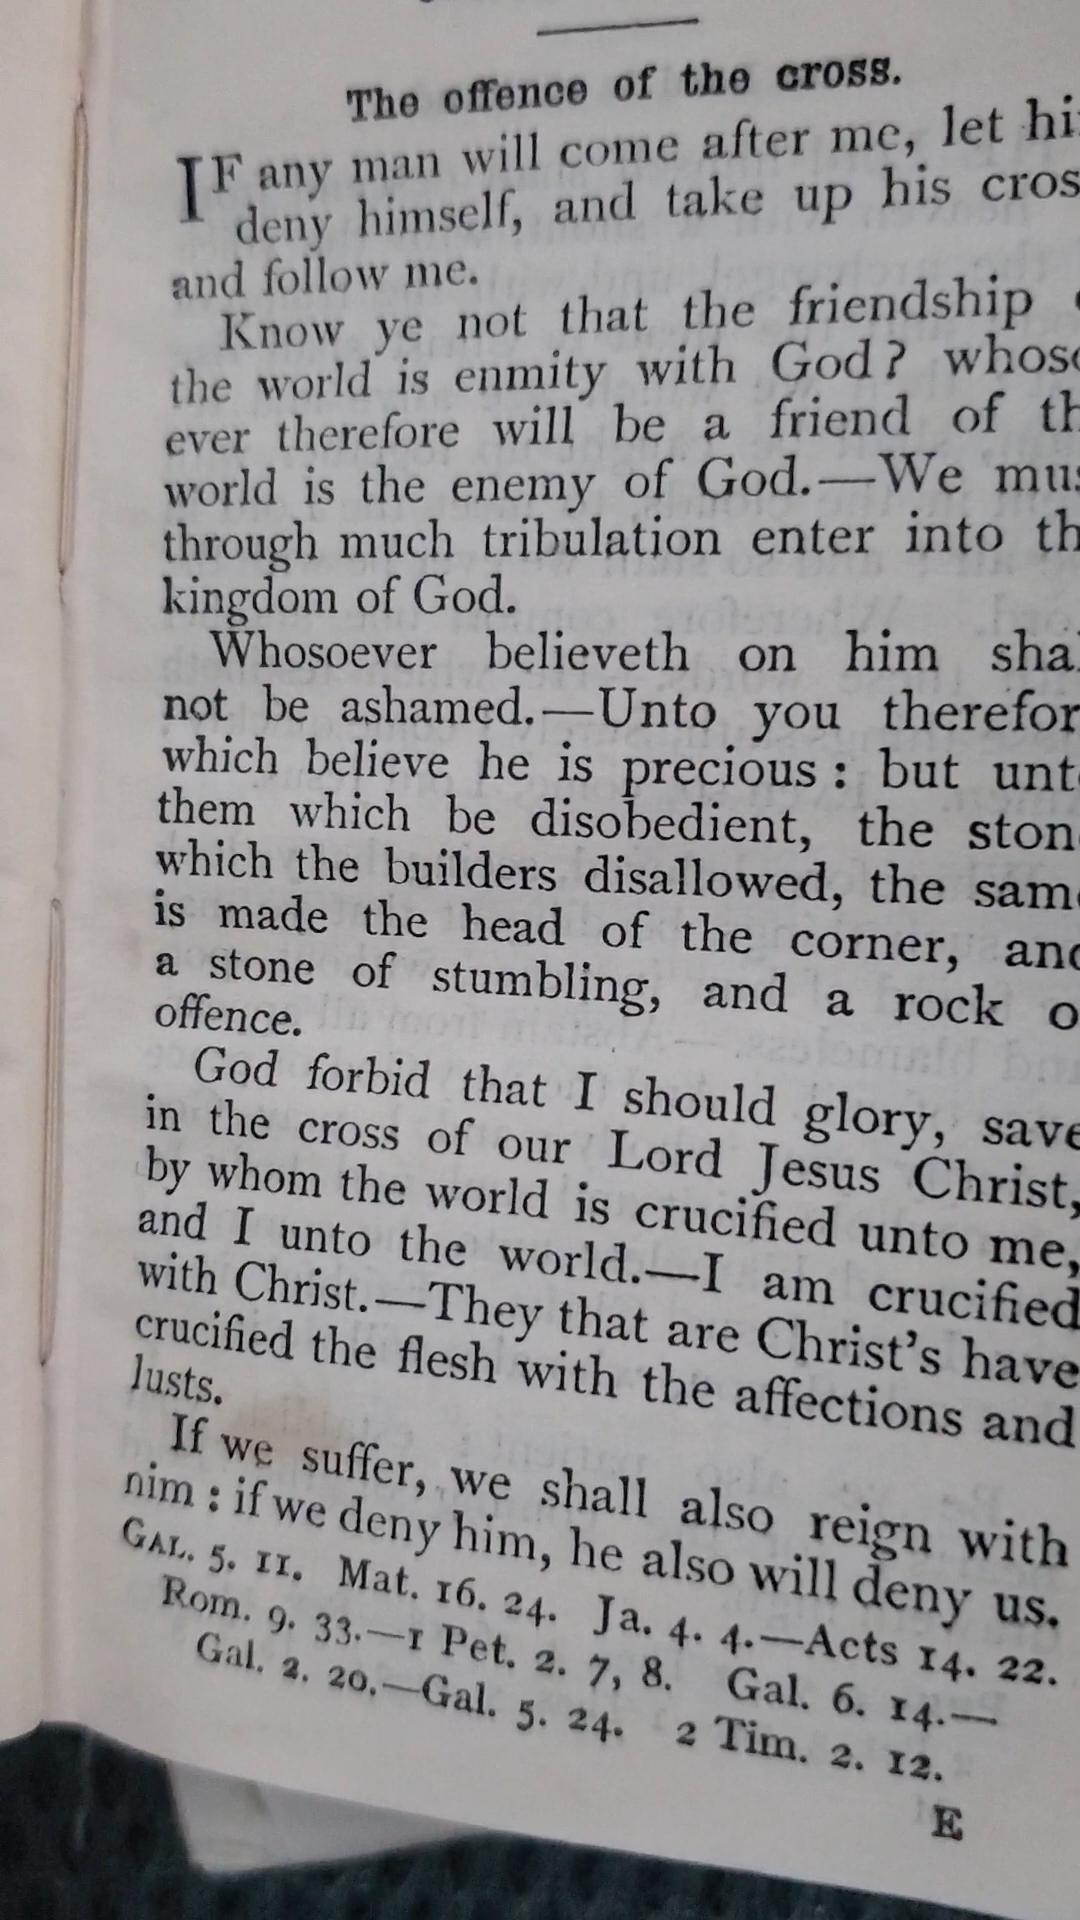 The offence of the cross.
IF any man will come after me, let hi
deny himself, and take up his cros
and follow me.
Know ye not that the friendship
the world is enmity with God? whoso
ever therefore will be a friend of th
world is the enemy of God.—We mus
through much tribulation enter into th
kingdom of God.
Whosoever believeth on him shal
not be ashamed.—Unto you therefor
which believe he is precious : but unto
them which be disobedient, the stone
which the builders disallowed, the same
is made the head of the corner, and
a stone of stumbling, and a rock o
offence.
God forbid that I should glory, save
in the cross of our Lord Jesus Christ,
by whom the world is crucified unto me,
and I unto the world.—I am crucified
with Christ.—They that are Christ's have
crucified the flesh with the affections and
lusts.
If we suffer, we shall also reign with
him : if we deny him, he also will deny us.
GAL. 5. 11. Mat. 16. 24. Ja. 4. 4.—Acts 14. 22.
Rom. 9. 33.—1 Pet. 2. 7, 8. Gal. 6. 14.—
Gal. 2. 20.—Gal. 5. 24. 2 Tim. 2. 12.
E